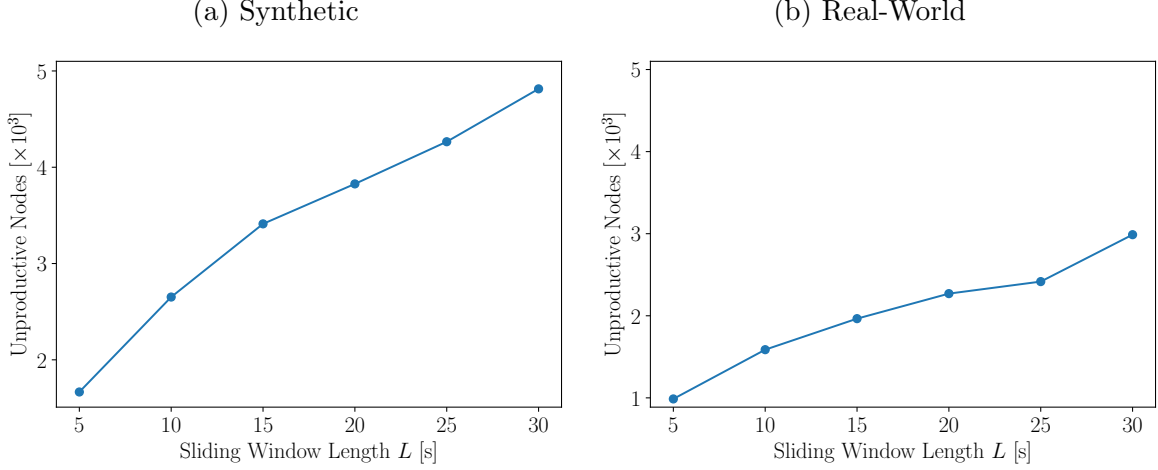 (a) Synthetic
5
4
3
2
Unproductive Nodes [×10³]
5 10 15 20 25 30
Sliding Window Length L [s]
(b) Real-World
5
4
3
2
1
Unproductive Nodes [×10³]
5 10 15 20 25 30
Sliding Window Length L [s]